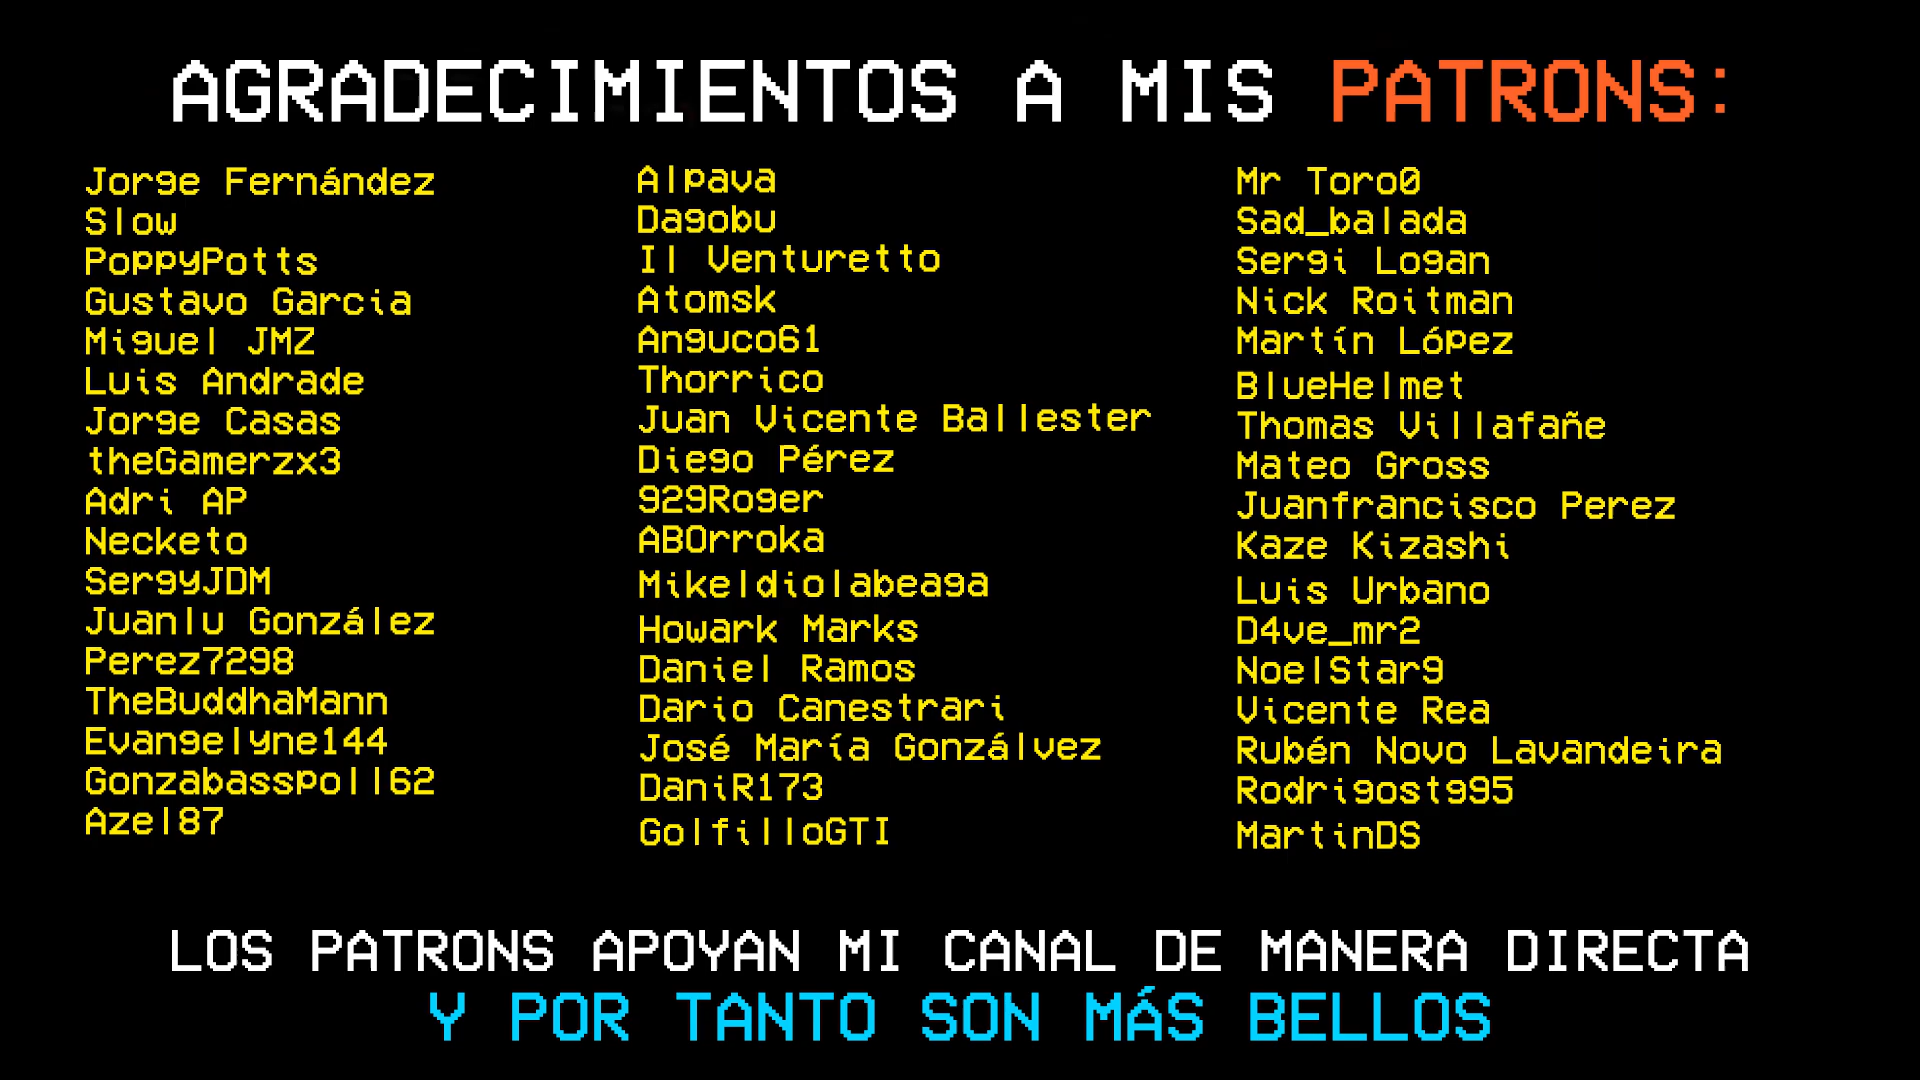 AGRADECIMIENTOS A MIS PATRONS:
Jorge Fernández
Slow
PoppyPotts
Gustavo Garcia
Miguel JMZ
Luis Andrade
Jorge Casas
theGamerzx3
Adri AP
Necketo
SergyJDM
Juanlu González
Perez7298
TheBuddhaMann
Evangelyne144
Gonzabasspoll62
Azel87
Alpava
Dagobu
Il Venturetto
Atomsk
Anguco61
Thorrico
Juan Vicente Ballester
Diego Pérez
929Roger
ABOrroka
Mikeldiolabeaga
Howark Marks
Daniel Ramos
Dario Canestrari
José María Gonzálvez
DaniR173
GolfilloGTI
Mr Toro0
Sad_balada
Sergi Logan
Nick Roitman
Martín López
BlueHelmet
Thomas Villafañe
Mateo Gross
Juanfrancisco Perez
Kaze Kizashi
Luis Urbano
D4ve_mr2
NoelStar9
Vicente Rea
Rubén Novo Lavandeira
Rodrigostg95
MartinDS
LOS PATRONS APOYAN MI CANAL DE MANERA DIRECTA
Y POR TANTO SON MÁS BELLOS